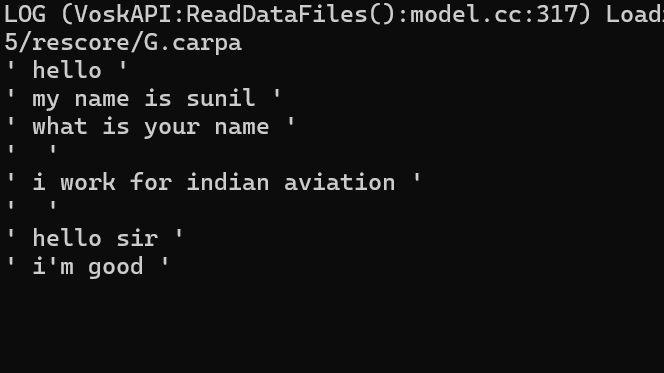 LOG (VoskAPI:ReadDataFiles():model.cc:317) Load
5/rescore/G.carpa
' hello '
' my name is sunil '
' what is your name '
'  '
' i work for indian aviation '
'  '
' hello sir '
' i'm good '